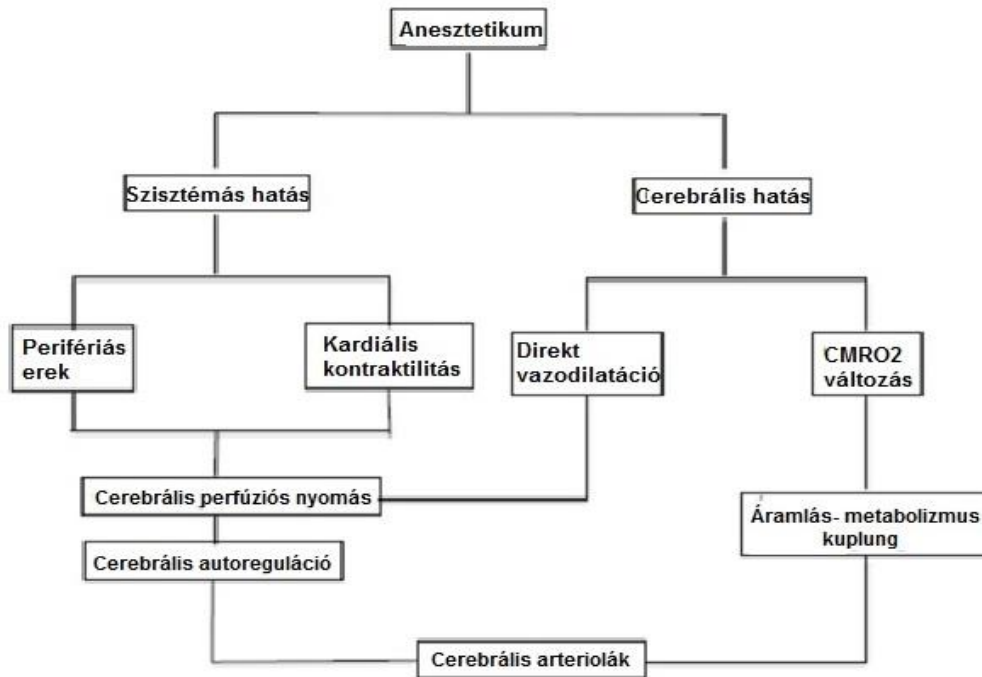 Anesztetikum
Szisztémás hatás
Cerebrális hatás
Perifériás
erek
Kardiális
kontraktilitás
Direkt
vazodilatáció
CMRO2
változás
Cerebrális perfúziós nyomás
Áramlás- metabolizmus
kuplung
Cerebrális autoreguláció
Cerebrális arteriolák